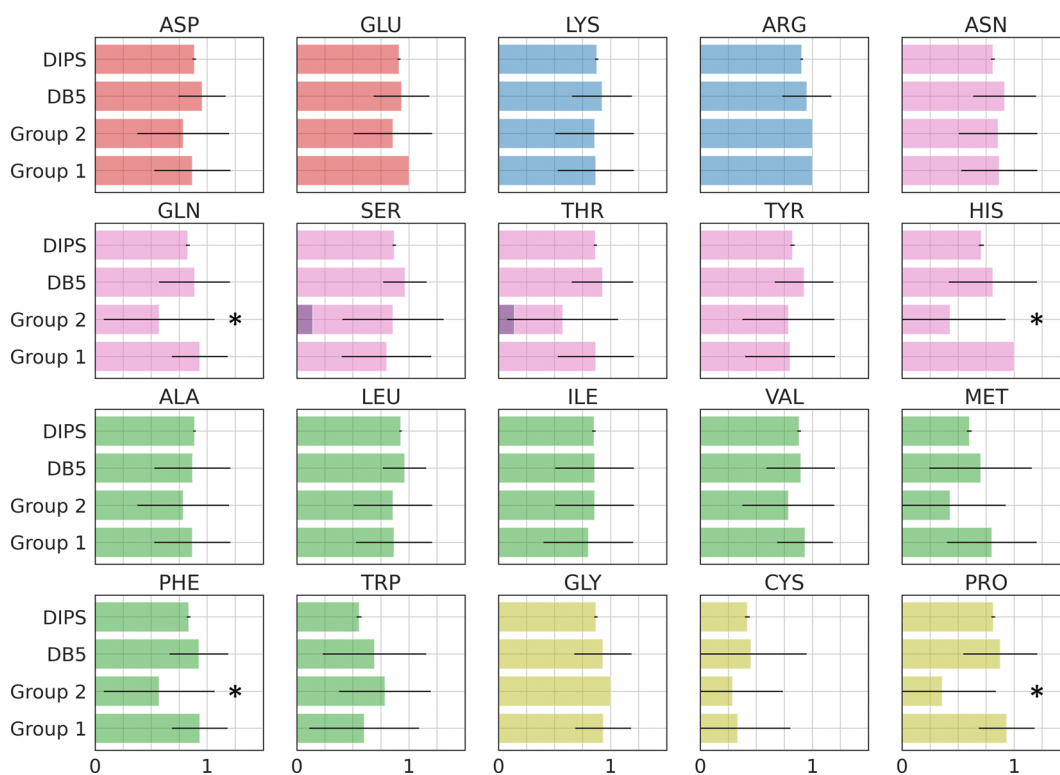 ASP GLU LYS ARG ASN
DIPS
DB5
Group 2
Group 1
GLN SER THR TYR HIS
DIPS
DB5
Group 2 * *
Group 1
ALA LEU ILE VAL MET
DIPS
DB5
Group 2
Group 1
PHE TRP GLY CYS PRO
DIPS
DB5
Group 2 * *
Group 1
0 1 0 1 0 1 0 1 0 1